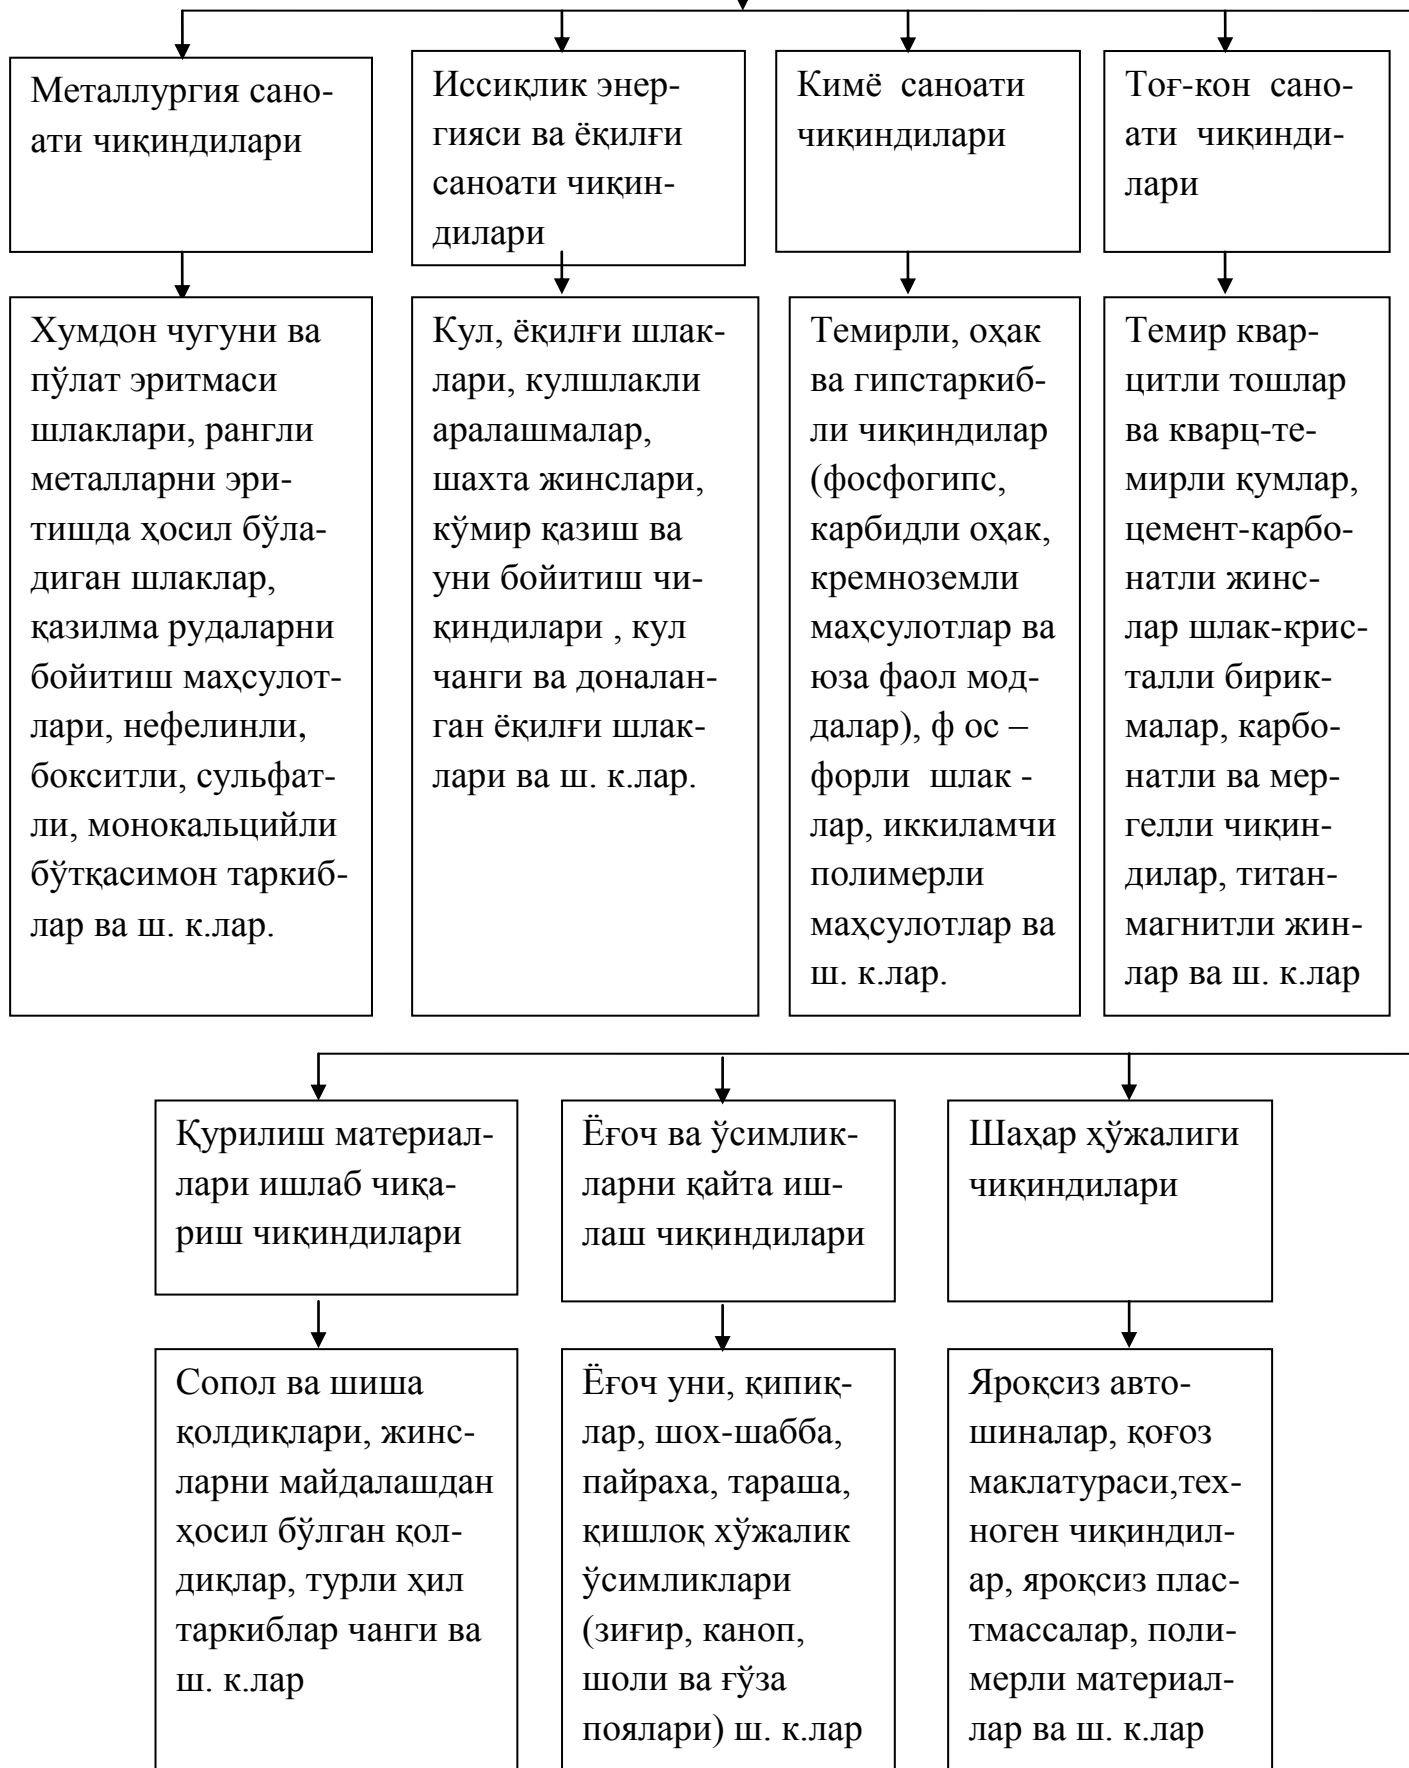 Металлургия сано-
ати чиқиндилари
Иссиқлик энер-
гияси ва ёқилғи
саноати чиқин-
дилари
Кимё саноати
чиқиндилари
Тоғ-кон сано-
ати чиқинди-
лари
Хумдон чугуни ва
пўлат эритмаси
шлаклари, рангли
металларни эри-
тишда ҳосил бўла-
диган шлаклар,
қазилма рудаларни
бойитиш маҳсулот-
лари, нефелинли,
бокситли, сульфат-
ли, монокальцийли
бўтқасимон таркиб-
лар ва ш. к.лар.
Кул, ёқилғи шлак-
лари, кулшлакли
аралашмалар,
шахта жинслари,
кўмир қазиш ва
уни бойитиш чи-
қиндилари , кул
чанги ва доналан-
ган ёқилғи шлак-
лари ва ш. к.лар.
Темирли, оҳак
ва гипстаркиб-
ли чиқиндилар
(фосфогипс,
карбидли оҳак,
кремноземли
маҳсулотлар ва
юза фаол мод-
далар), ф ос –
форли шлак -
лар, иккиламчи
полимерли
маҳсулотлар ва
ш. к.лар.
Темир квар-
цитли тошлар
ва кварц-те-
мирли қумлар,
цемент-карбо-
натли жинс-
лар шлак-крис-
талли бирик-
малар, карбо-
натли ва мер-
гелли чиқин-
дилар, титан-
магнитли жин-
лар ва ш. к.лар
Қурилиш материал-
лари ишлаб чиқа-
риш чиқиндилари
Ёғоч ва ўсимлик-
ларни қайта иш-
лаш чиқиндилари
Шаҳар ҳўжалиги
чиқиндилари
Сопол ва шиша
қолдиқлари, жинс-
ларни майдалашдан
ҳосил бўлган қол-
диқлар, турли ҳил
таркиблар чанги ва
ш. к.лар
Ёғоч уни, қипиқ-
лар, шох-шабба,
пайраха, тараша,
қишлоқ хўжалик
ўсимликлари
(зиғир, каноп,
шоли ва ғўза
поялари) ш. к.лар
Яроқсиз авто-
шиналар, қоғоз
маклатураси,тех-
ноген чиқиндил-
ар, яроқсиз плас-
тмассалар, поли-
мерли материал-
лар ва ш. к.лар